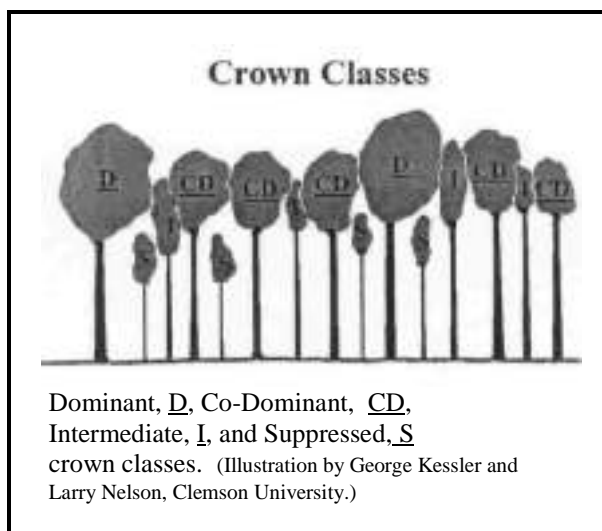 Crown Classes
D
S
I
CD
CD
CD
S
D
S
I
CD
I
CD
Dominant, D, Co-Dominant, CD,
Intermediate, I, and Suppressed, S
crown classes. (Illustration by George Kessler and
Larry Nelson, Clemson University.)